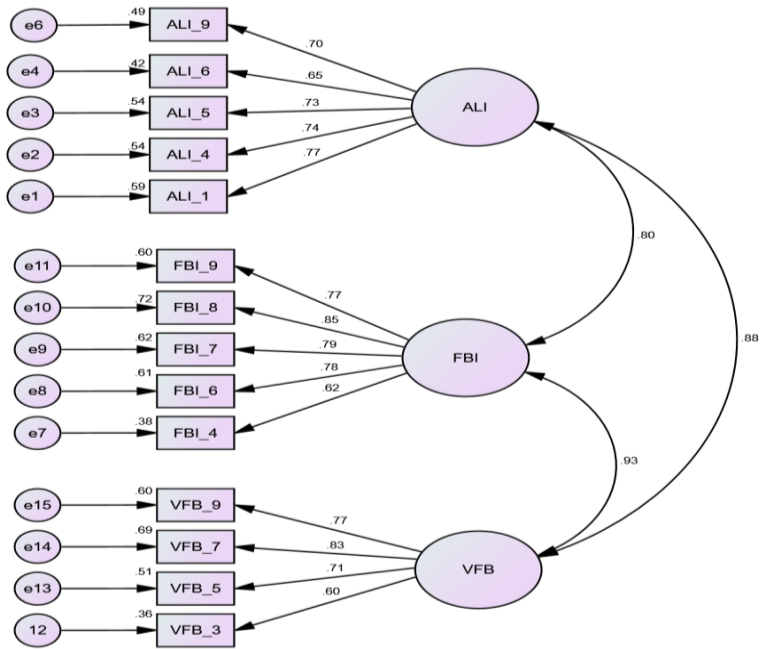 .49
e6 ALI_9
.70
.42
e4 ALI_6 .65
.54
e3 ALI_5 .73 ALI
.54
e2 ALI_4 .74
.77
.59
e1 ALI_1
.80
.60
e11 FBI_9
.77
.72
e10 FBI_8 .85
.62
e9 FBI_7 .79
FBI
.61 .78
e8 FBI_6 .62
.38
e7 FBI_4
.88
.93
.60
e15 VFB_9
.77
.69
e14 VFB_7 .83
.71 VFB
.51
e13 VFB_5 .60
.36
12 VFB_3